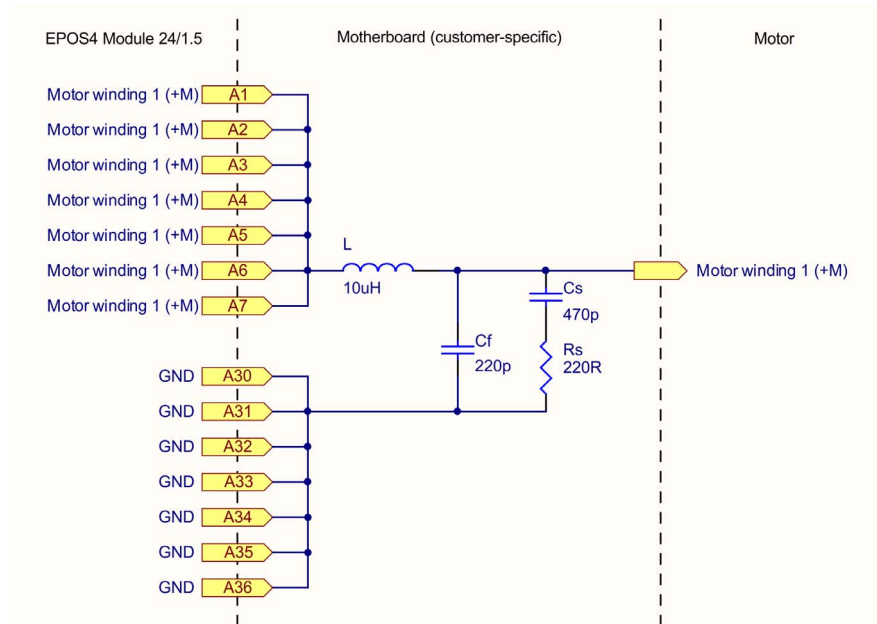 EPOS4 Module 24/1.5
Motherboard (customer-specific)
Motor
Motor winding 1 (+M) A1
Motor winding 1 (+M) A2
Motor winding 1 (+M) A3
Motor winding 1 (+M) A4
Motor winding 1 (+M) A5
Motor winding 1 (+M) A6
Motor winding 1 (+M) A7
L
10uH
Cs
470p
Motor winding 1 (+M)
Cf
220p
Rs
220R
GND A30
GND A31
GND A32
GND A33
GND A34
GND A35
GND A36